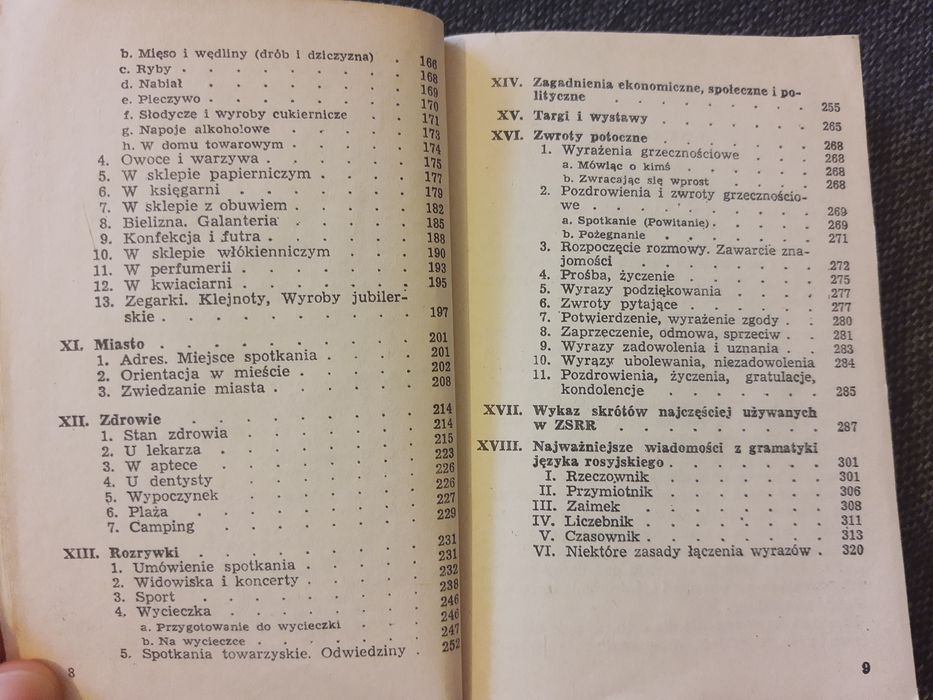 b. Mięso i wędliny (drób i dziczyzna) . 166
c. Ryby . . . . . . . . 168
d. Nabiał . . . . . . . 169
e. Pieczywo . . . . . . . 170
f. Słodycze i wyroby cukiernicze . . . 171
g. Napoje alkoholowe . . . . . 173
h. W domu towarowym . . . . . 174
4. Owoce i warzywa . . . . . 175
5. W sklepie papierniczym . . . . 177
6. W księgarni . . . . . . 179
7. W sklepie z obuwiem . . . . 182
8. Bielizna. Galanteria . . . . 185
9. Konfekcja i futra . . . . . 188
10. W sklepie włókienniczym . . . 190
11. W perfumerii . . . . . . 193
12. W kwiaciarni . . . . . . 195
13. Zegarki. Klejnoty, Wyroby jubiler-
skie . . . . . . . . 197
XI. Miasto . . . . . . . . 201
1. Adres. Miejsce spotkania . . . 201
2. Orientacja w mieście . . . . 202
3. Zwiedzanie miasta . . . . . 208
XII. Zdrowie . . . . . . . . 214
1. Stan zdrowia . . . . . . 214
2. U lekarza . . . . . . 215
3. W aptece . . . . . . 223
4. U dentysty . . . . . . 226
5. Wypoczynek . . . . . . 226
6. Plaża . . . . . . . 227
7. Camping . . . . . . 229
XIII. Rozrywki . . . . . . . 231
1. Umówienie spotkania . . . . 231
2. Widowiska i koncerty . . . . 232
3. Sport . . . . . . . 238
4. Wycieczka . . . . . . 246
a. Przygotowanie do wycieczki . . . 246
b. Na wycieczce . . . . . . 247
5. Spotkania towarzyskie. Odwiedziny . 252
8
XIV. Zagadnienia ekonomiczne, społeczne i po-
lityczne . . . . . . . 255
XV. Targi i wystawy . . . . . 265
XVI. Zwroty potoczne . . . . . 268
1. Wyrażenia grzecznościowe . . . 268
a. Mówiąc o kimś . . . . . 268
b. Zwracając się wprost . . . . 268
2. Pozdrowienia i zwroty grzecznościo-
we . . . . . . . . 269
a. Spotkanie (Powitanie) . . . . 269
b. Pożegnanie . . . . . . 271
3. Rozpoczęcie rozmowy. Zawarcie zna-
jomości . . . . . . . 272
4. Prośba, życzenie . . . . . 275
5. Wyrazy podziękowania . . . . 277
6. Zwroty pytające . . . . . 277
7. Potwierdzenie, wyrażenie zgody . . 280
8. Zaprzeczenie, odmowa, sprzeciw . . 281
9. Wyrazy zadowolenia i uznania . . 283
10. Wyrazy ubolewania, niezadowolenia 284
11. Pozdrowienia, życzenia, gratulacje,
kondolencje . . . . . . 285
XVII. Wykaz skrótów najczęściej używanych
w ZSRR . . . . . . . 287
XVIII. Najważniejsze wiadomości z gramatyki
języka rosyjskiego . . . . . 301
I. Rzeczownik . . . . . . 301
II. Przymiotnik . . . . . . 306
III. Zaimek . . . . . . . 308
IV. Liczebnik . . . . . . . 311
V. Czasownik . . . . . . 313
VI. Niektóre zasady łączenia wyrazów . 320
9